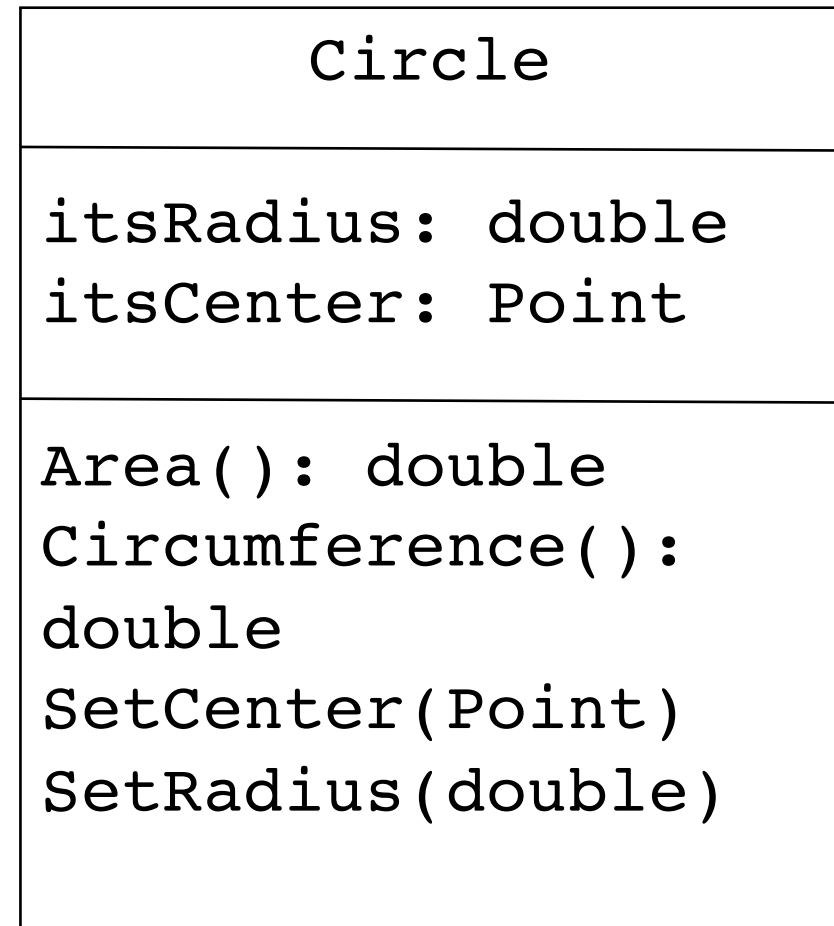 Circle
itsRadius: double
itsCenter: Point
Area(): double
Circumference():
double
SetCenter(Point)
SetRadius(double)